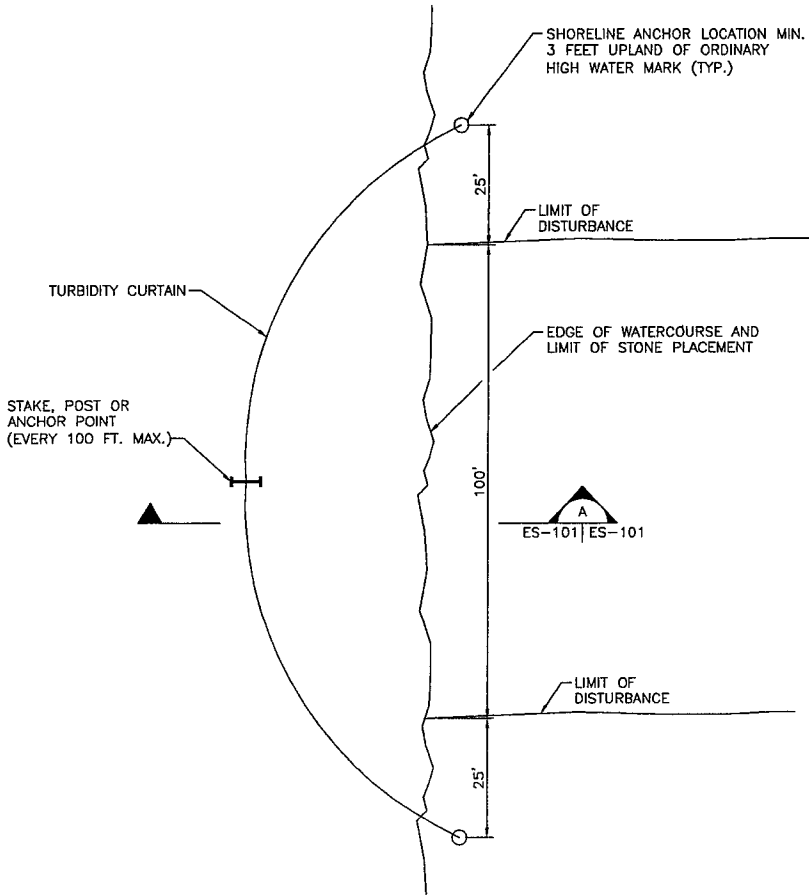 SHORELINE ANCHOR LOCATION MIN.
3 FEET UPLAND OF ORDINARY
HIGH WATER MARK (TYP.)
25'
LIMIT OF
DISTURBANCE
TURBIDITY CURTAIN
EDGE OF WATERCOURSE AND
LIMIT OF STONE PLACEMENT
STAKE, POST OR
ANCHOR POINT
(EVERY 100 FT. MAX.)
100'
A
ES-101 ES-101
LIMIT OF
DISTURBANCE
25'